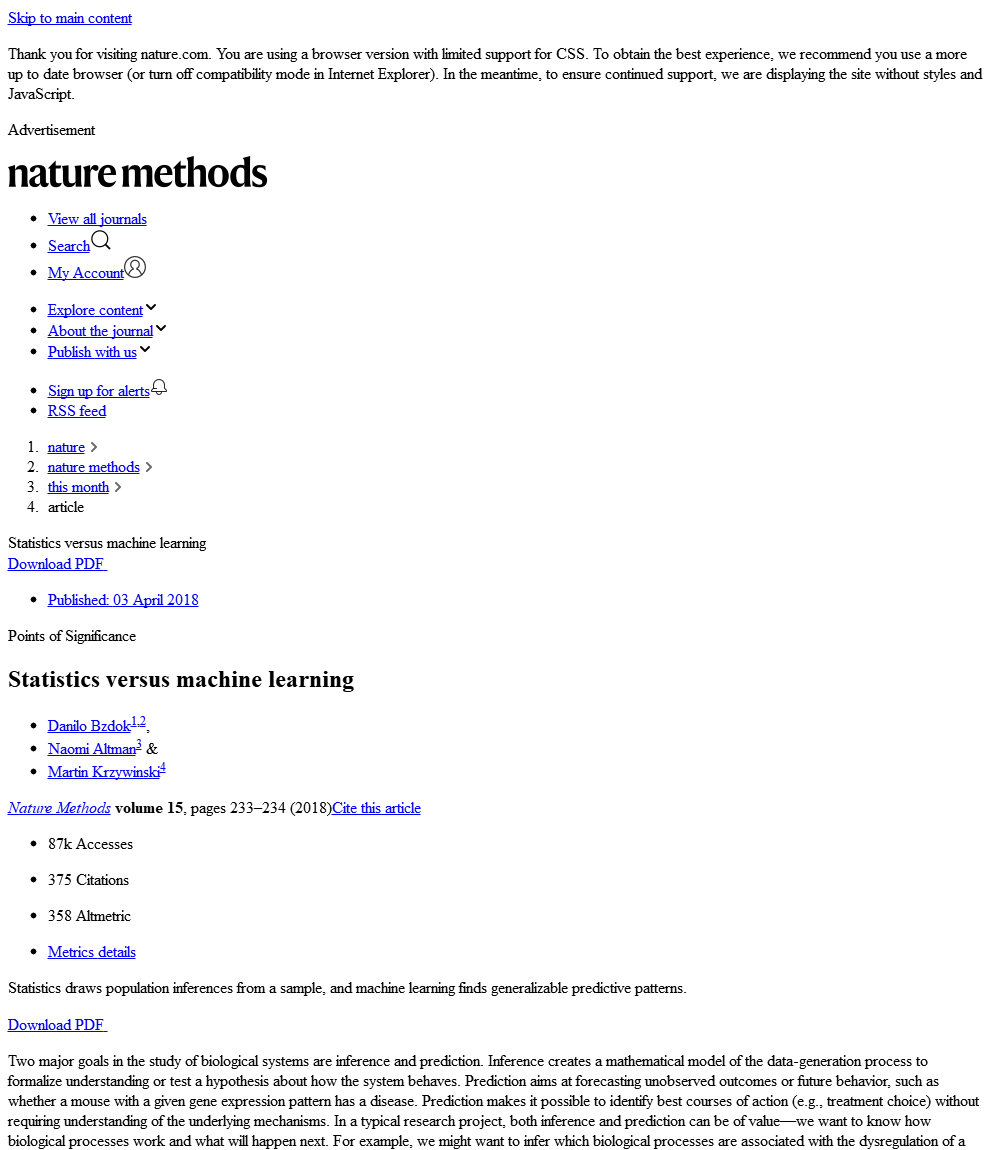 Skip to main content
Thank you for visiting nature.com. You are using a browser version with limited support for CSS. To obtain the best experience, we recommend you use a more
up to date browser (or turn off compatibility mode in Internet Explorer). In the meantime, to ensure continued support, we are displaying the site without styles and
JavaScript.
Advertisement
nature methods
• View all journals
• Search
• My Account
• Explore content
• About the journal
• Publish with us
• Sign up for alerts
• RSS feed
1. nature
2. nature methods
3. this month
4. article
Statistics versus machine learning
Download PDF
• Published: 03 April 2018
Points of Significance
Statistics versus machine learning
• Danilo Bzdok1,2,
• Naomi Altman3 &
• Martin Krzywinski4
Nature Methods volume 15, pages 233–234 (2018)Cite this article
• 87k Accesses
• 375 Citations
• 358 Altmetric
• Metrics details
Statistics draws population inferences from a sample, and machine learning finds generalizable predictive patterns.
Download PDF
Two major goals in the study of biological systems are inference and prediction. Inference creates a mathematical model of the data-generation process to
formalize understanding or test a hypothesis about how the system behaves. Prediction aims at forecasting unobserved outcomes or future behavior, such as
whether a mouse with a given gene expression pattern has a disease. Prediction makes it possible to identify best courses of action (e.g., treatment choice) without
requiring understanding of the underlying mechanisms. In a typical research project, both inference and prediction can be of value—we want to know how
biological processes work and what will happen next. For example, we might want to infer which biological processes are associated with the dysregulation of a